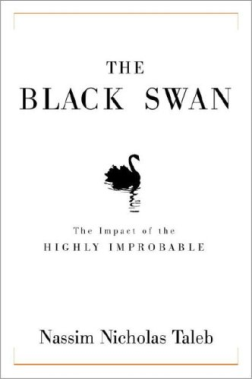 THE
BLACK SWAN
The Impact of the
HIGHLY IMPROBABLE
Nassim Nicholas Taleb